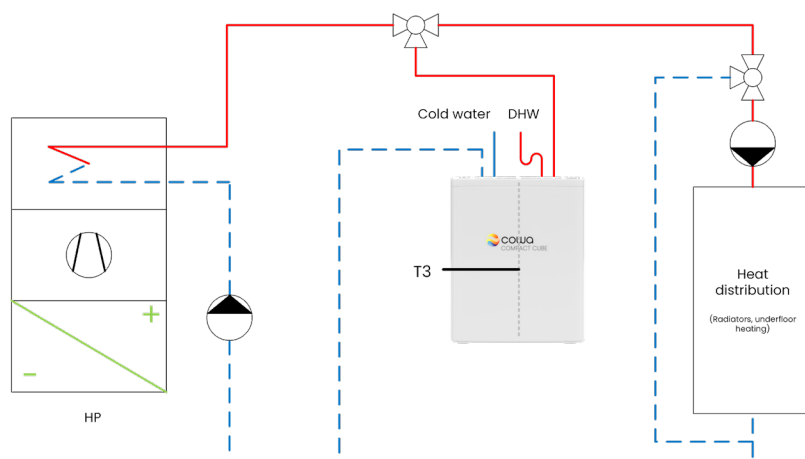 Cold water
DHW
cowa
COMPACT CUBE
T3
Heat
distribution
(Radiators, underfloor
heating)
+
−
HP